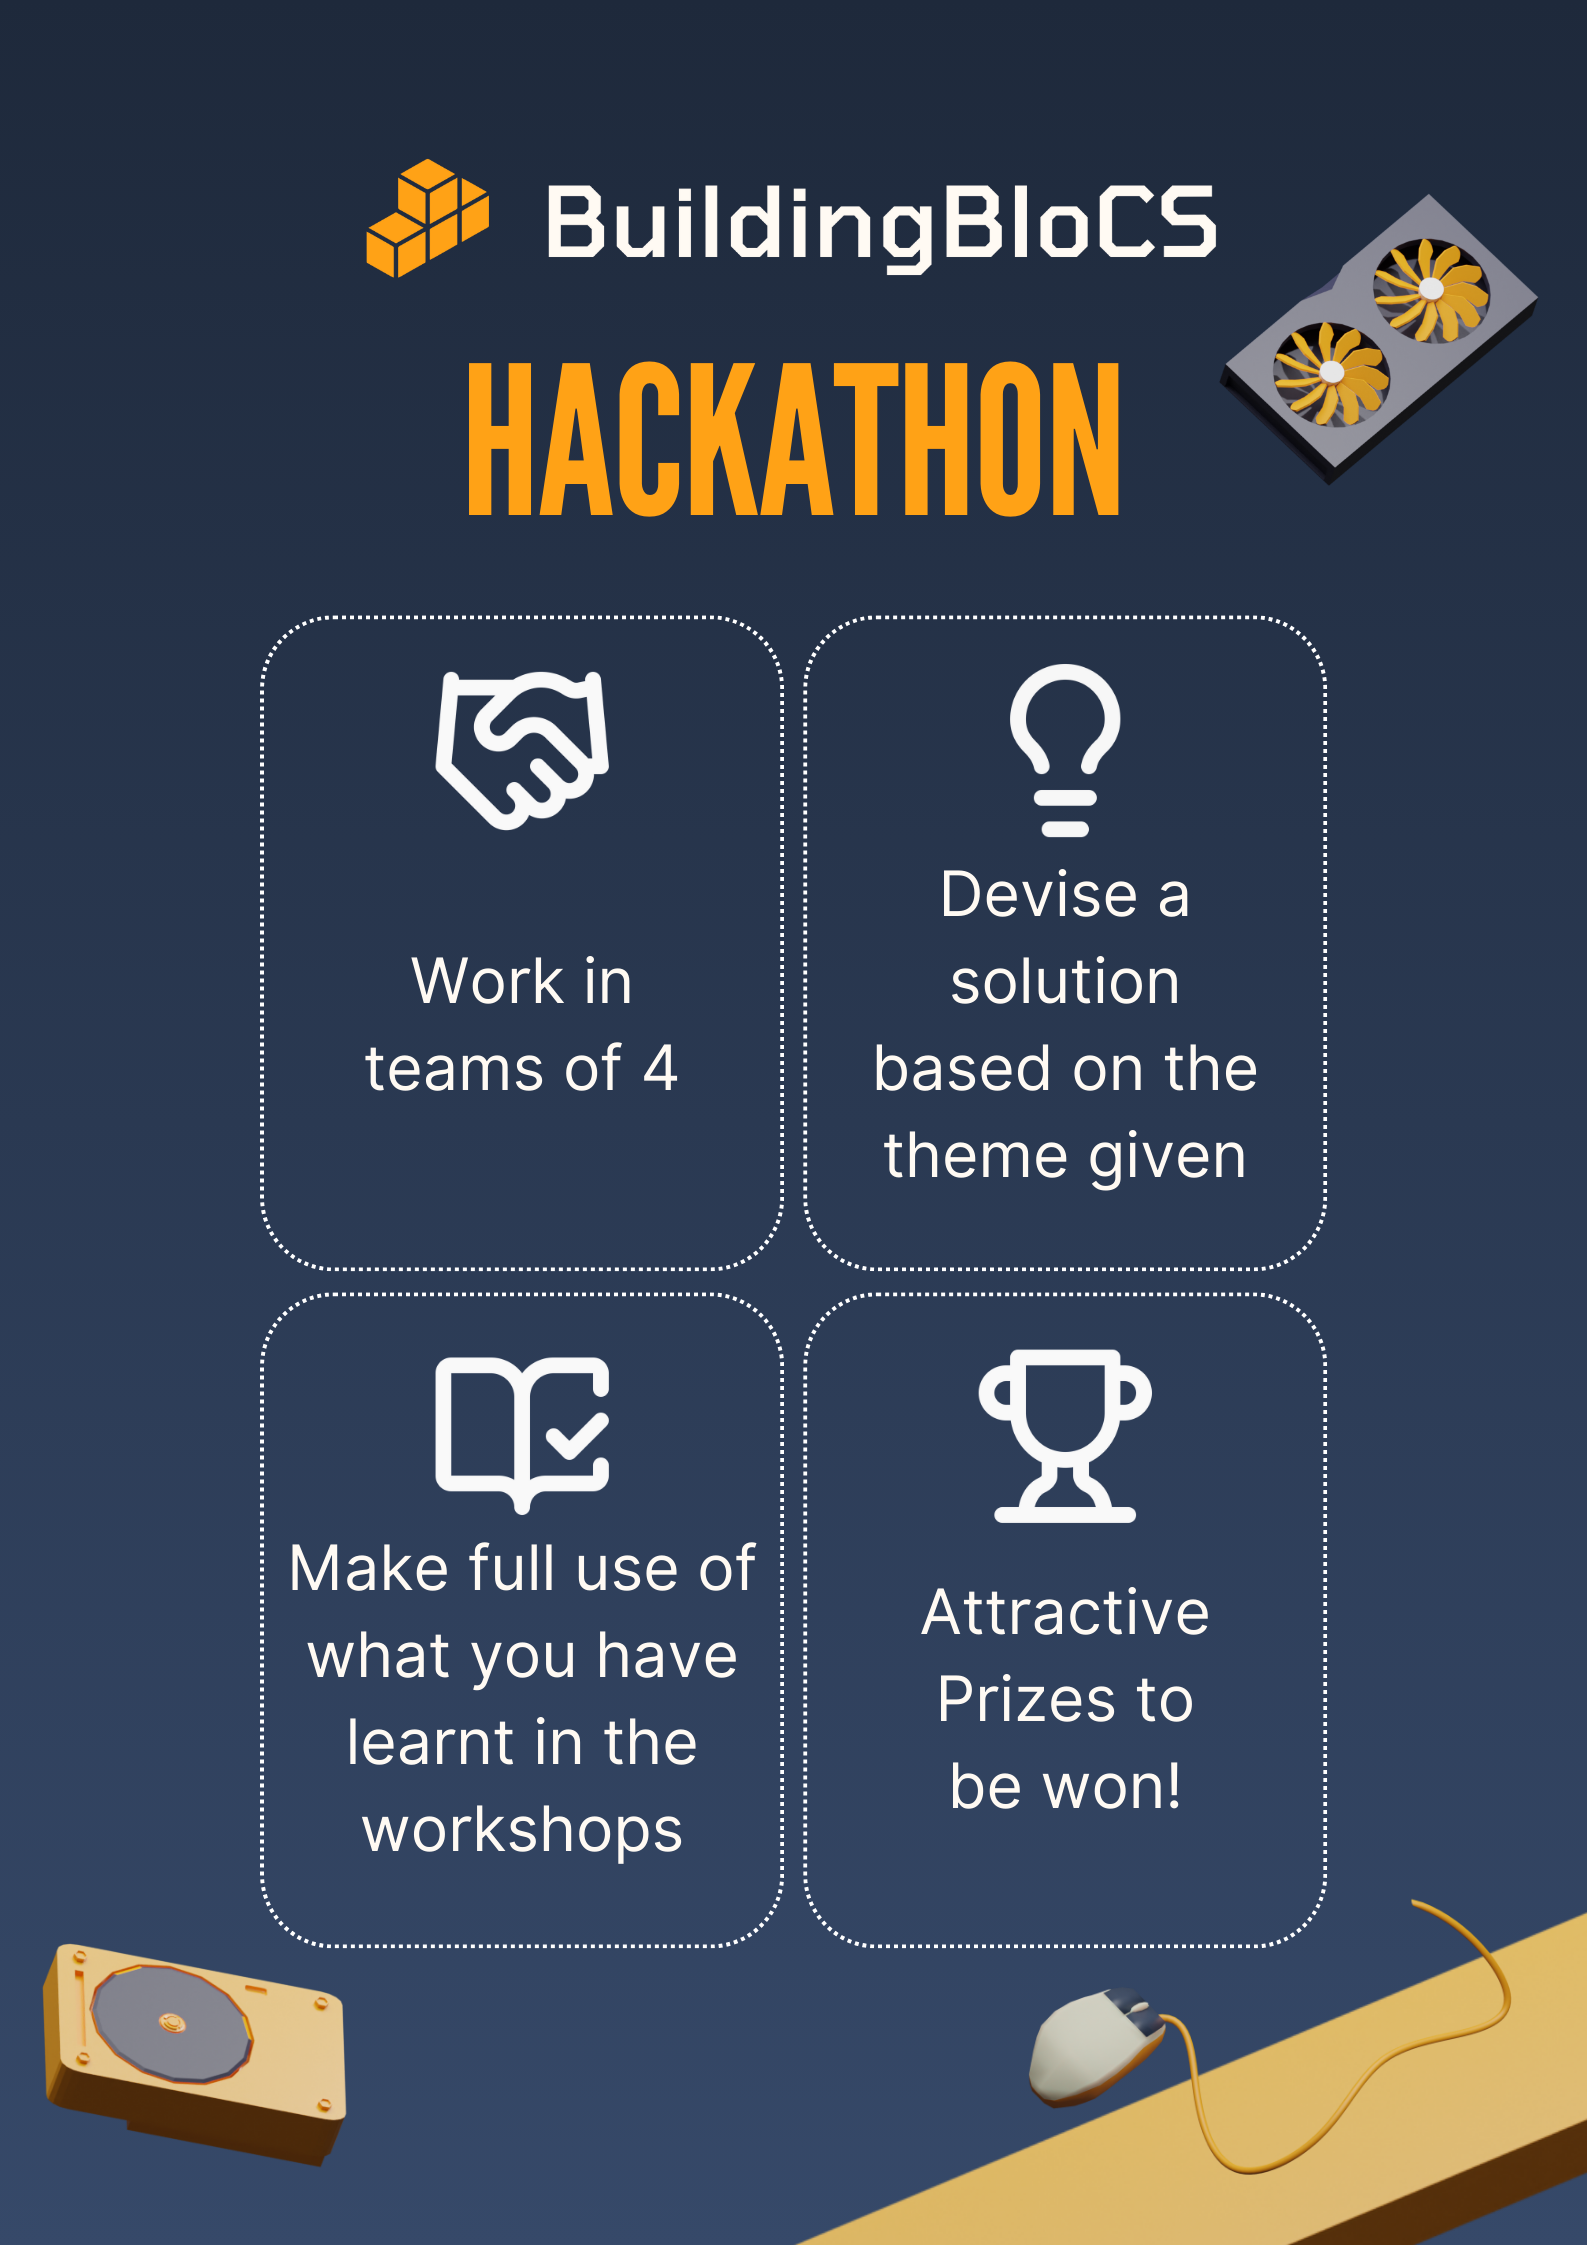 BuildingBloCS
HACKATHON
Work in
teams of 4
Devise a
solution
based on the
theme given
Make full use of
what you have
learnt in the
workshops
Attractive
Prizes to
be won!